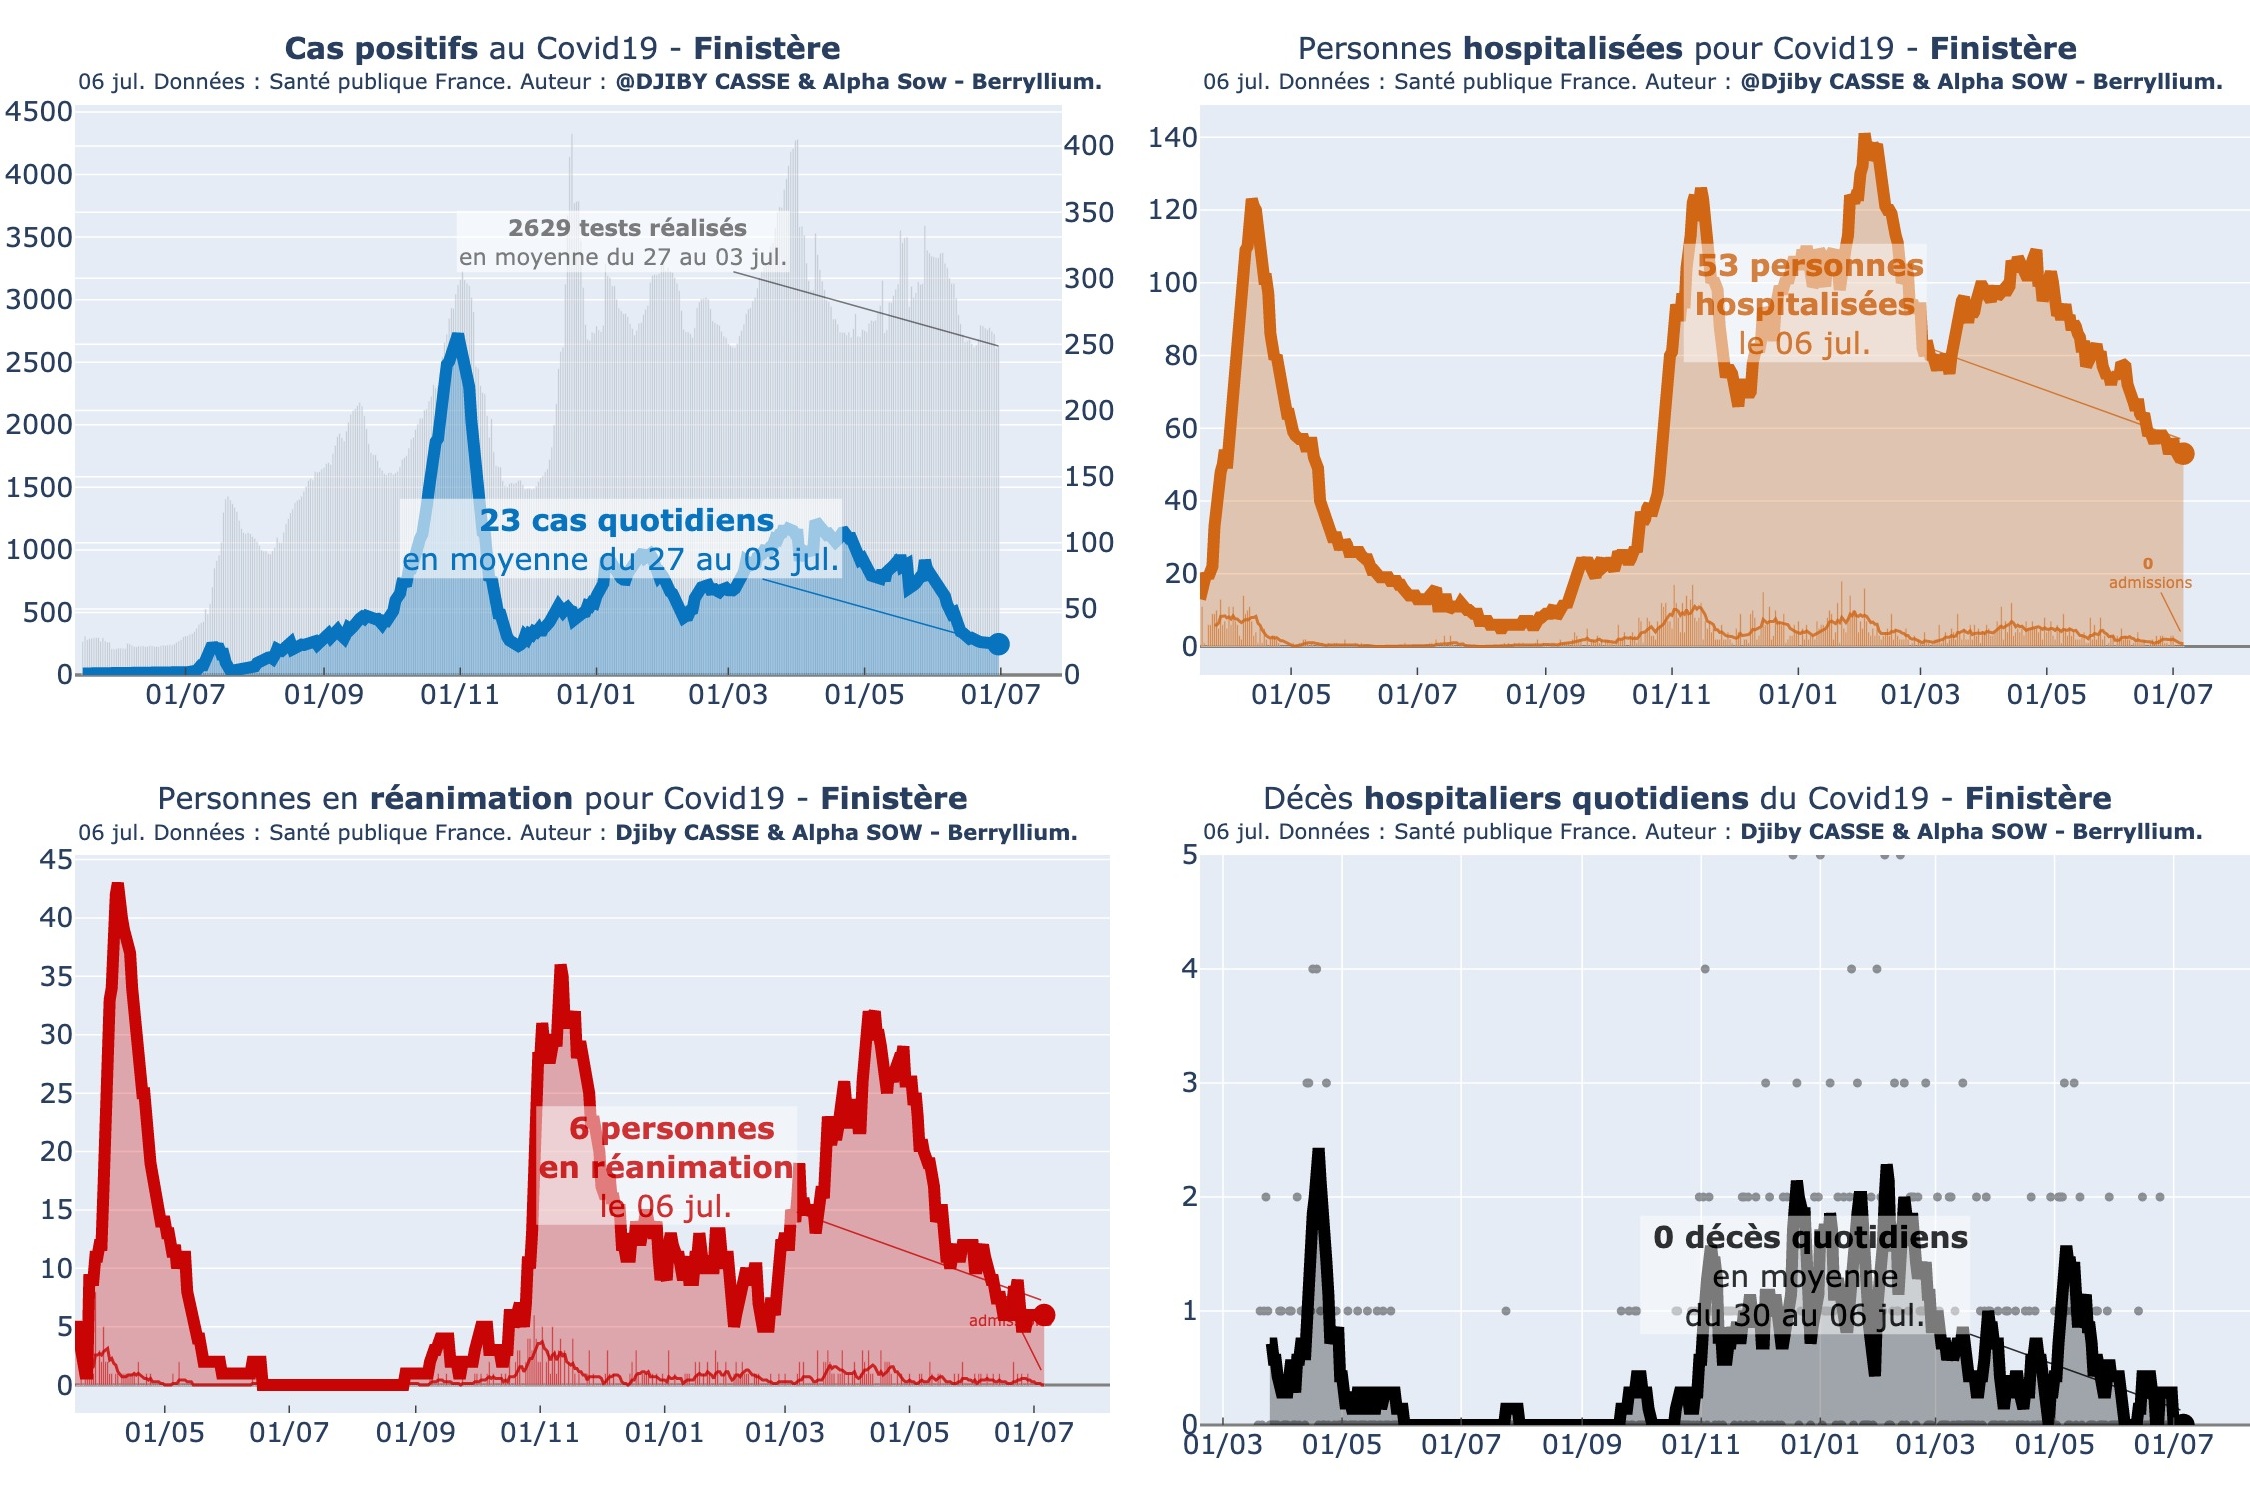 Cas positifs au Covid19 - Finistère
06 jul. Données : Santé publique France. Auteur : @DJIBY CASSE & Alpha Sow - Berryllium.
4500
4000
3500
3000
2500
2000
1500
1000
500
0
400
350
300
250
200
150
100
50
0
2629 tests réalisés
en moyenne du 27 au 03 jul.
23 cas quotidiens
en moyenne du 27 au 03 jul.
01/07 01/09 01/11 01/01 01/03 01/05 01/07
Personnes hospitalisées pour Covid19 - Finistère
06 jul. Données : Santé publique France. Auteur : @Djiby CASSE & Alpha SOW - Berryllium.
140
120
100
80
60
40
20
0
53 personnes
hospitalisées
le 06 jul.
0
admissions
01/05 01/07 01/09 01/11 01/01 01/03 01/05 01/07
Personnes en réanimation pour Covid19 - Finistère
06 jul. Données : Santé publique France. Auteur : Djiby CASSE & Alpha SOW - Berryllium.
45
40
35
30
25
20
15
10
5
0
6 personnes
en réanimation
le 06 jul.
01/05 01/07 01/09 01/11 01/01 01/03 01/05 01/07
Décès hospitaliers quotidiens du Covid19 - Finistère
06 jul. Données : Santé publique France. Auteur : Djiby CASSE & Alpha SOW - Berryllium.
5
4
3
2
1
0
0 décès quotidiens
en moyenne
du 30 au 06 jul.
01/03 01/05 01/07 01/09 01/11 01/01 01/03 01/05 01/07